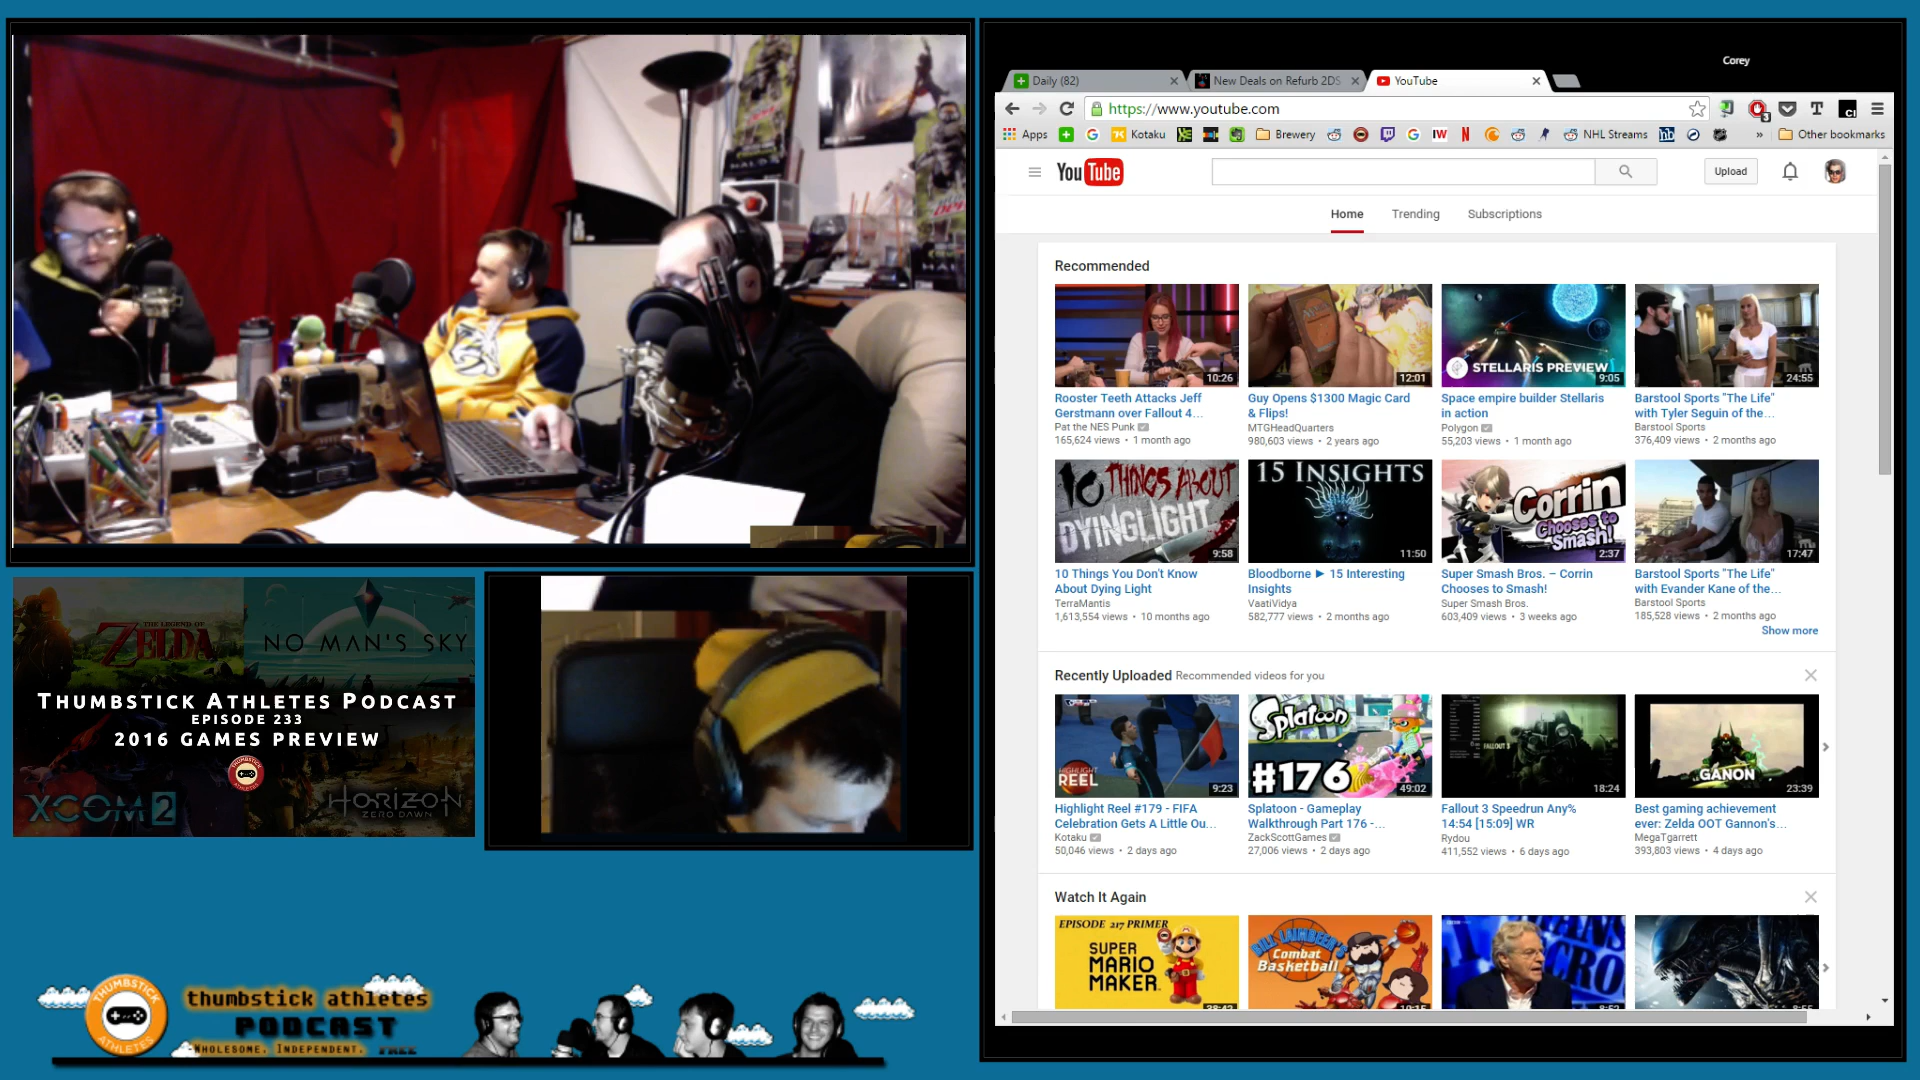 Corey
Daily (82)
New Deals on Refurb 2DS
YouTube
https://www.youtube.com
Apps
Kotaku
Brewery
IW
NHL Streams
Other bookmarks
YouTube
Upload
Home
Trending
Subscriptions
Recommended
10:26
12:01
STELLARIS PREVIEW
9:05
24:55
Rooster Teeth Attacks Jeff
Gerstmann over Fallout 4...
Pat the NES Punk
165,624 views • 1 month ago
Guy Opens $1300 Magic Card
& Flips!
MTGHeadQuarters
980,603 views • 2 years ago
Space empire builder Stellaris
in action
Polygon
55,203 views • 1 month ago
Barstool Sports "The Life"
with Tyler Seguin of the...
Barstool Sports
376,409 views • 2 months ago
10 THINGS ABOUT
DYINGLIGHT
9:58
15 INSIGHTS
11:50
Corrin
Chooses to
Smash!
2:37
17:47
10 Things You Don't Know
About Dying Light
TerraMantis
1,613,554 views • 10 months ago
Bloodborne ► 15 Interesting
Insights
VaatiVidya
582,777 views • 2 months ago
Super Smash Bros. – Corrin
Chooses to Smash!
Super Smash Bros.
603,409 views • 3 weeks ago
Barstool Sports "The Life"
with Evander Kane of the...
Barstool Sports
185,528 views • 2 months ago
Show more
Recently Uploaded Recommended videos for you
HIGHLIGHT
REEL
9:23
Splatoon
#176
49:02
FALLOUT 3
18:24
GANON
23:39
Highlight Reel #179 - FIFA
Celebration Gets A Little Ou...
Kotaku
50,046 views • 2 days ago
Splatoon - Gameplay
Walkthrough Part 176 -...
ZackScottGames
27,006 views • 2 days ago
Fallout 3 Speedrun Any%
14:54 [15:09] WR
Rydou
411,552 views • 6 days ago
Best gaming achievement
ever: Zelda OOT Gannon's...
MegaTgarrett
393,803 views • 4 days ago
Watch It Again
EPISODE 217 PRIMER
SUPER
MARIO
MAKER
BILL LAIMBEER'S
Combat
Basketball
THE LEGEND OF
ZELDA
NO MAN'S SKY
THUMBSTICK ATHLETES PODCAST
EPISODE 233
2016 GAMES PREVIEW
XCOM 2
HORIZON
ZERO DAWN
THUMBSTICK
ATHLETES
thumbstick athletes
PODCAST
-WHOLESOME. INDEPENDENT. FREE